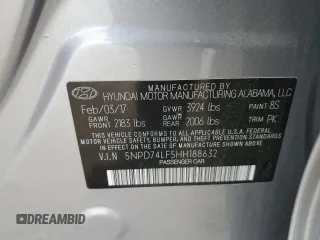 MANUFACTURED BY
HYUNDAI MOTOR MANUFACTURING ALABAMA, LLC
Feb/03/17 GVWR 3924 lbs PAINT 8S
GAWR FRONT 2183 lbs GAWR REAR 2006 lbs TRIM PK
THIS VEHICLE CONFORMS TO ALL APPLICABLE FEDERAL
MOTOR VEHICLE SAFETY, BUMPER, AND THEFT PREVENTION STANDARDS
IN EFFECT ON THE DATE OF MANUFACTURE SHOWN ABOVE.
V.I.N 5NPD74LF5HH188632
PASSENGER CAR
AUTOBIDMASTER